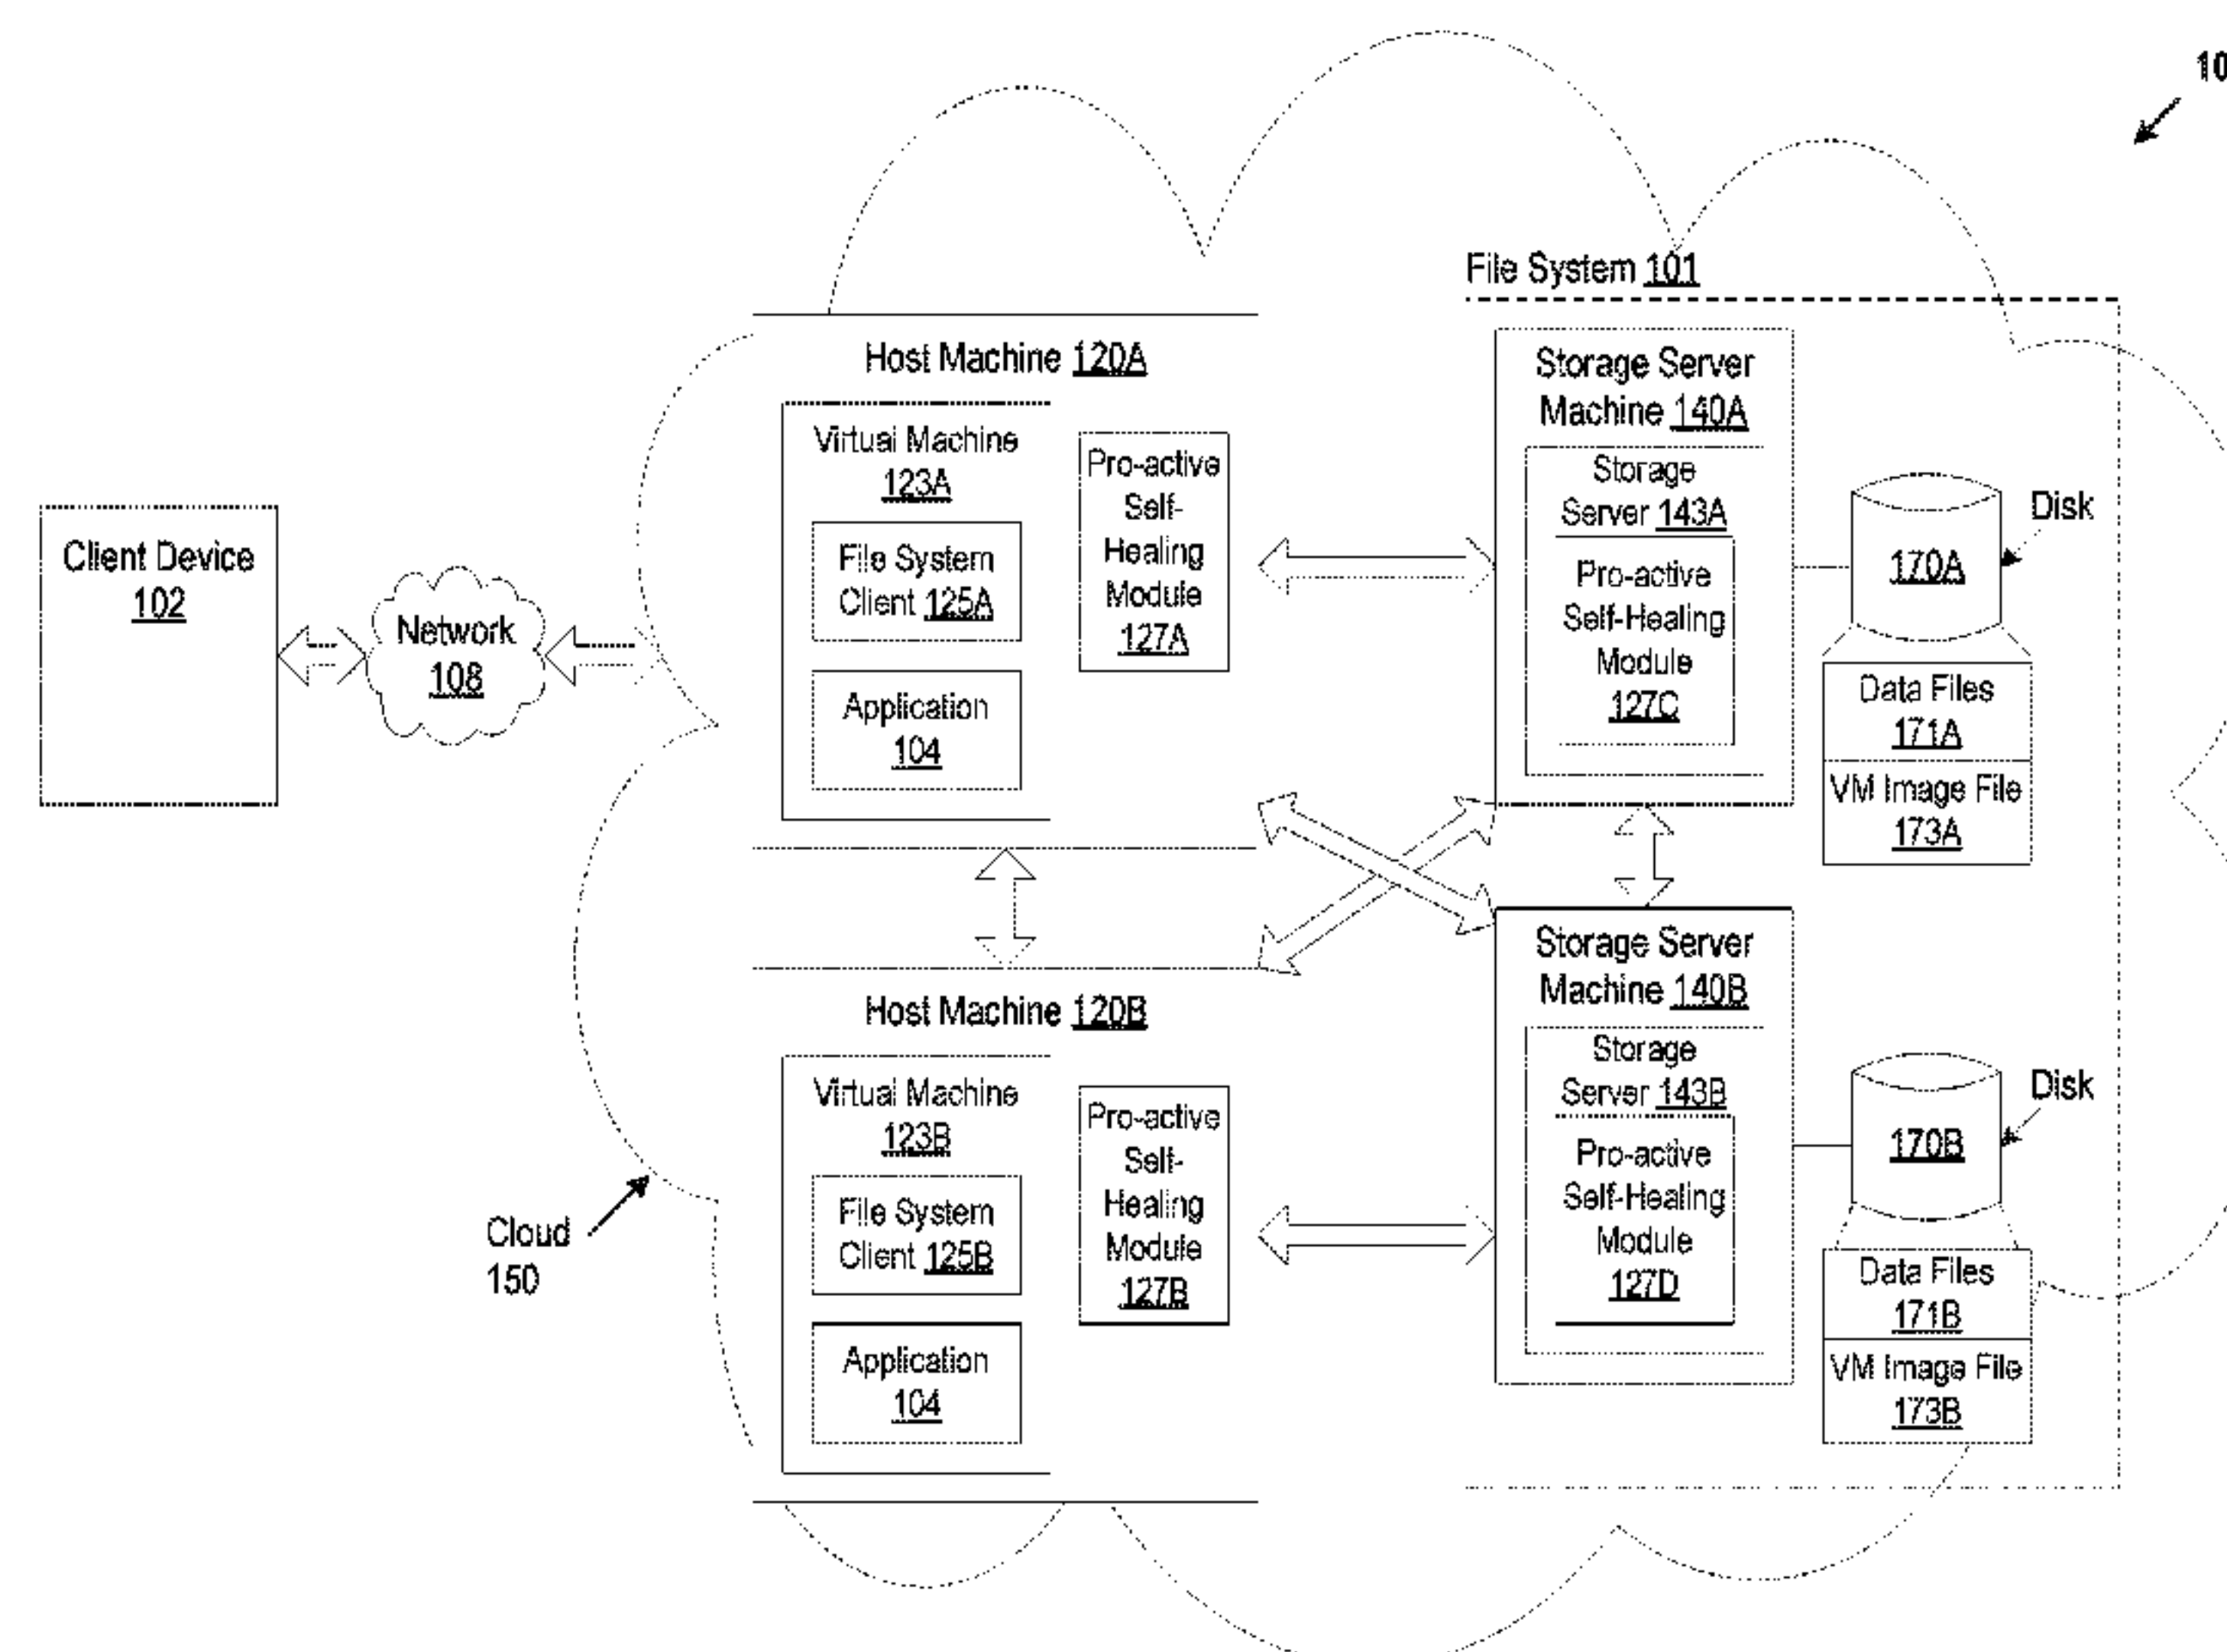 10
File System 101
Host Machine 120A
Virtual Machine
123A
File System
Client 125A
Application
104
Pro-active
Self-
Healing
Module
127A
Storage Server
Machine 140A
Storage
Server 143A
Pro-active
Self-Healing
Module
127C
170A
Disk
Data Files
171A
VM Image File
173A
Client Device
102
Network
108
Host Machine 120B
Virtual Machine
123B
File System
Client 125B
Application
104
Pro-active
Self-
Healing
Module
127B
Storage Server
Machine 140B
Storage
Server 143B
Pro-active
Self-Healing
Module
127D
170B
Disk
Data Files
171B
VM Image File
173B
Cloud
150